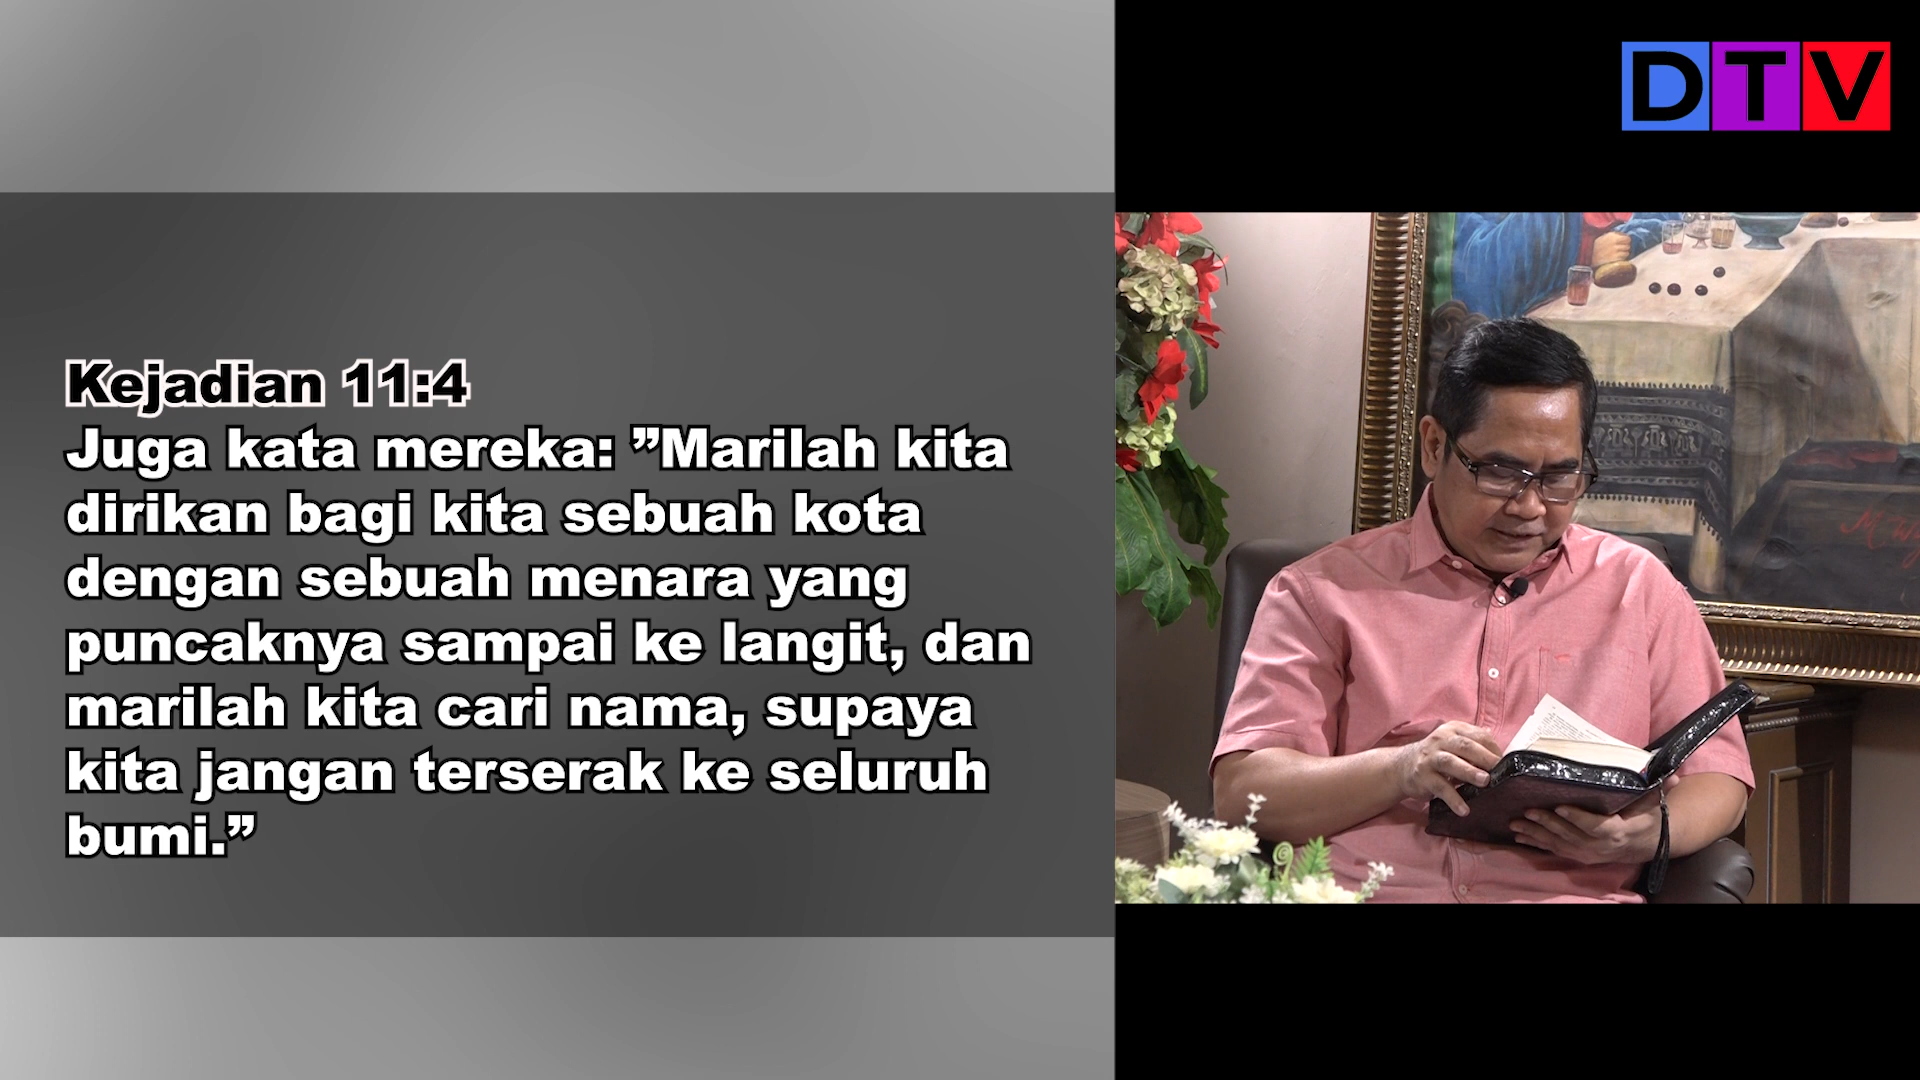 Kejadian 11:4
Juga kata mereka: ”Marilah kita
dirikan bagi kita sebuah kota
dengan sebuah menara yang
puncaknya sampai ke langit, dan
marilah kita cari nama, supaya
kita jangan terserak ke seluruh
bumi.”
DTV